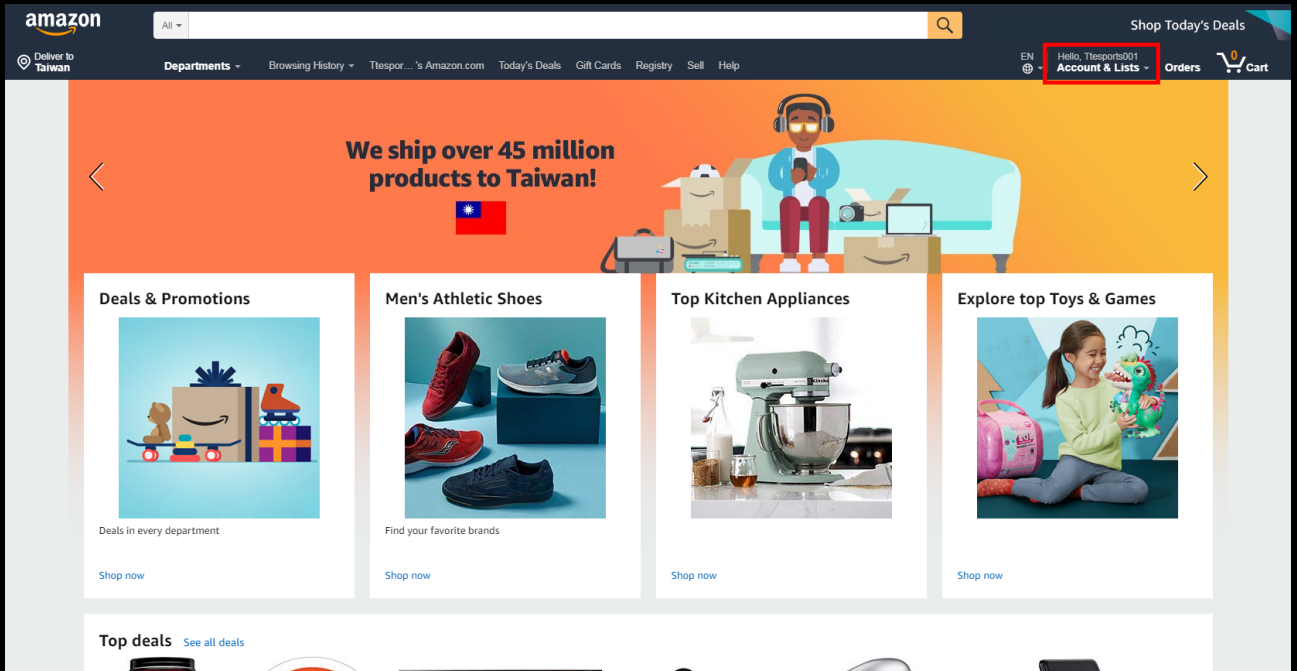 amazon
All
Shop Today's Deals
Deliver to
Taiwan
Departments
Browsing History
Ttespor... 's Amazon.com
Today's Deals
Gift Cards
Registry
Sell
Help
EN
Hello, Ttesports001
Account & Lists
Orders
0
Cart
We ship over 45 million
products to Taiwan!
Deals & Promotions
Deals in every department
Shop now
Men's Athletic Shoes
Find your favorite brands
Shop now
Top Kitchen Appliances
Shop now
Explore top Toys & Games
Shop now
Top deals See all deals